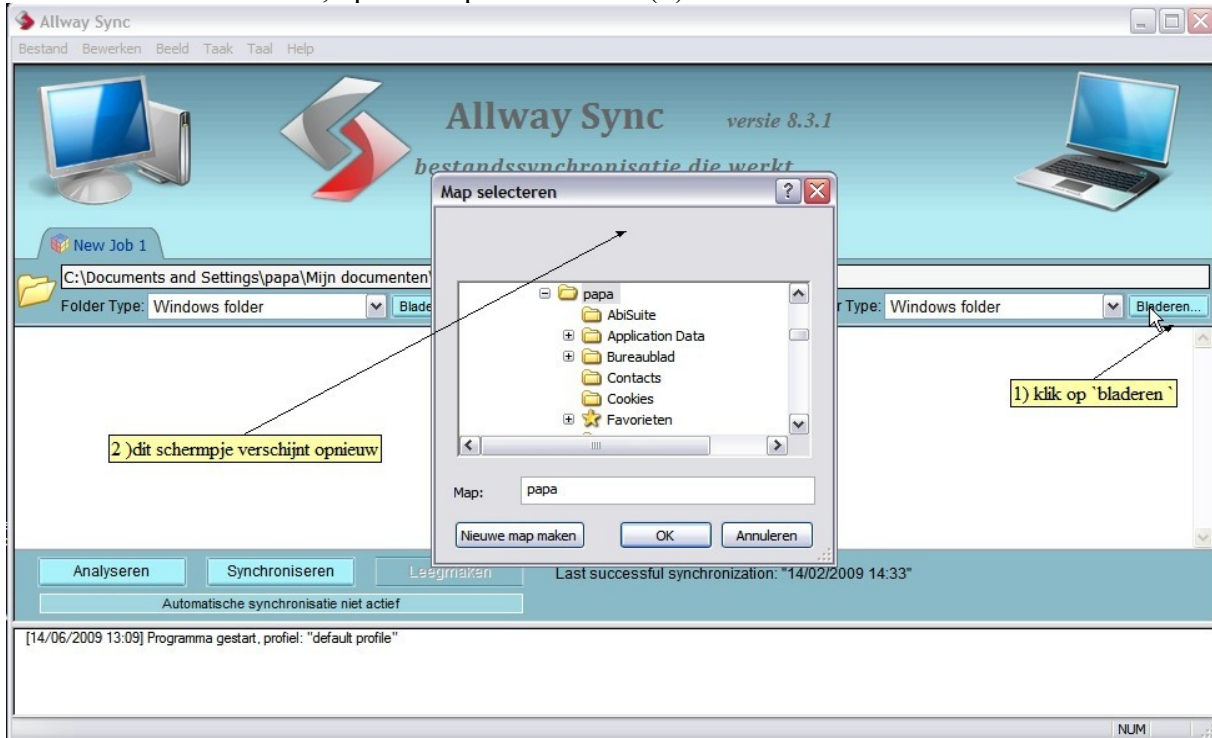 Allway Sync
Bestand Bewerken Beeld Taak Taal Help
Allway Sync versie 8.3.1
bestandssynchronisatie die werkt
Map selecteren
New Job 1
C:\Documents and Settings\papa\Mijn documenten\
Folder Type: Windows folder
Type: Windows folder Bladeren...
papa
AbiSuite
Application Data
Bureaublad
Contacts
Cookies
Favorieten
1) klik op `bladeren `
2 )dit schermpje verschijnt opnieuw
Map: papa
Nieuwe map maken OK Annuleren
Analyseren Synchroniseren Leegmaken Last successful synchronization: "14/02/2009 14:33"
Automatische synchronisatie niet actief
[14/06/2009 13:09] Programma gestart, profiel: "default profile"
NUM